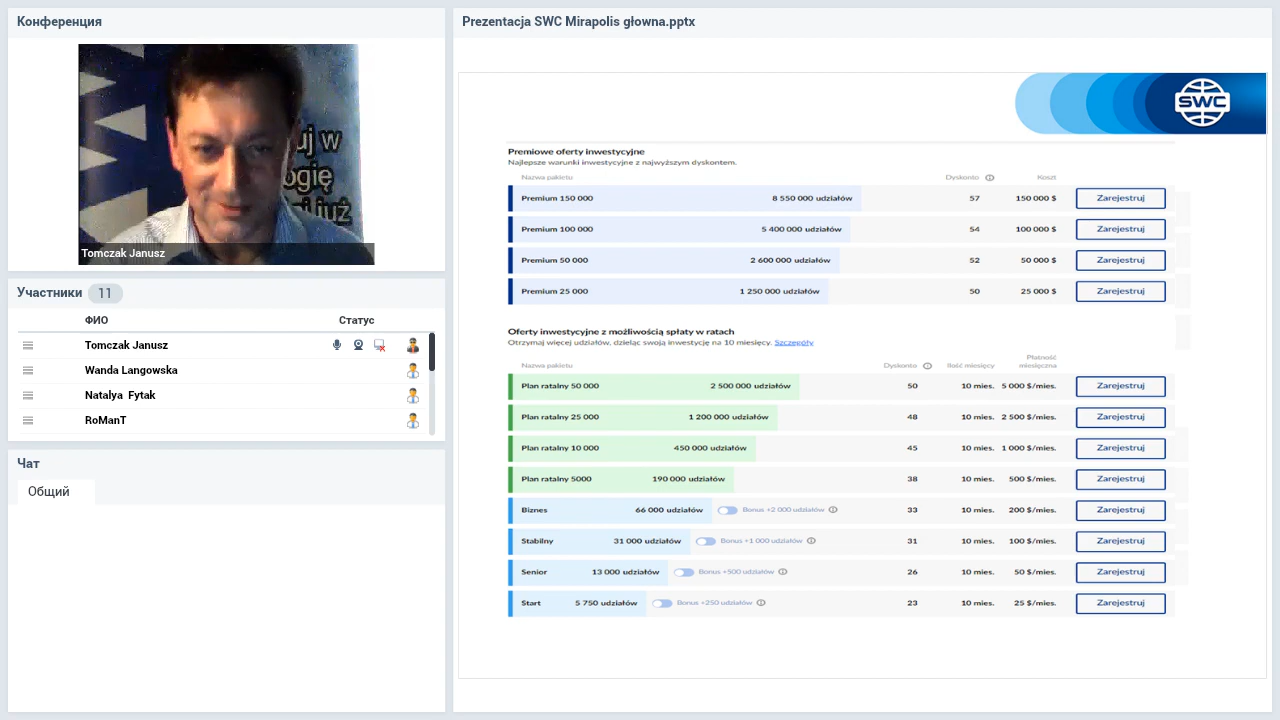 Конференция
uj w
ogię
i już
Tomczak Janusz
Участники 11
ФИО Статус
Tomczak Janusz
Wanda Langowska
Natalya Fytak
RoManT
Чат
Общий
Prezentacja SWC Mirapolis głowna.pptx
SWC
Premiowe oferty inwestycyjne
Najlepsze warunki inwestycyjne z najwyższym dyskontem.
Nazwa pakietu Dyskonto Koszt
Premium 150 000 8 550 000 udziałów 57 150 000 $ Zarejestruj
Premium 100 000 5 400 000 udziałów 54 100 000 $ Zarejestruj
Premium 50 000 2 600 000 udziałów 52 50 000 $ Zarejestruj
Premium 25 000 1 250 000 udziałów 50 25 000 $ Zarejestruj
Oferty inwestycyjne z możliwością spłaty w ratach
Otrzymaj więcej udziałów, dzieląc swoją inwestycję na 10 miesięcy. Szczegóły
Nazwa pakietu Dyskonto Ilość miesięcy Płatność miesięczna
Plan ratalny 50 000 2 500 000 udziałów 50 10 mies. 5 000 $/mies. Zarejestruj
Plan ratalny 25 000 1 200 000 udziałów 48 10 mies. 2 500 $/mies. Zarejestruj
Plan ratalny 10 000 450 000 udziałów 45 10 mies. 1 000 $/mies. Zarejestruj
Plan ratalny 5000 190 000 udziałów 38 10 mies. 500 $/mies. Zarejestruj
Biznes 66 000 udziałów Bonus +2 000 udziałów 33 10 mies. 200 $/mies. Zarejestruj
Stabilny 31 000 udziałów Bonus +1 000 udziałów 31 10 mies. 100 $/mies. Zarejestruj
Senior 13 000 udziałów Bonus +500 udziałów 26 10 mies. 50 $/mies. Zarejestruj
Start 5 750 udziałów Bonus +250 udziałów 23 10 mies. 25 $/mies. Zarejestruj